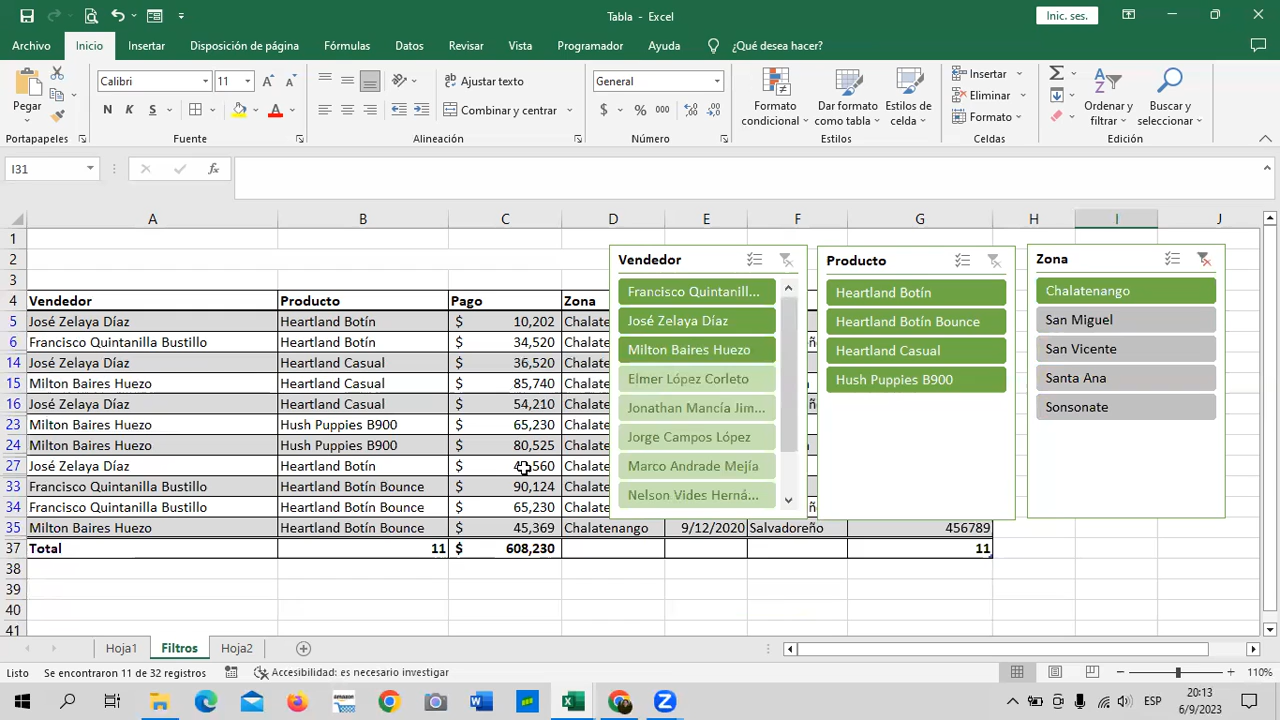 Tabla - Excel
Inic. ses.
Archivo Inicio Insertar Disposición de página Fórmulas Datos Revisar Vista Programador Ayuda ¿Qué desea hacer?
Pegar
Calibri 11
N K S
Ajustar texto
Combinar y centrar
General
$ % 000
Formato condicional
Dar formato como tabla
Estilos de celda
Insertar
Eliminar
Formato
Ordenar y filtrar
Buscar y seleccionar
Portapapeles Fuente Alineación Número Estilos Celdas Edición
I31 fx
A B C D E F G H I J
1
2
3
4 Vendedor Producto Pago Zona
5 José Zelaya Díaz Heartland Botín $ 10,202
6 Francisco Quintanilla Bustillo Heartland Botín $ 34,520
14 José Zelaya Díaz Heartland Casual $ 36,520
15 Milton Baires Huezo Heartland Casual $ 85,740
16 José Zelaya Díaz Heartland Casual $ 54,210
23 Milton Baires Huezo Hush Puppies B900 $ 65,230
24 Milton Baires Huezo Hush Puppies B900 $ 80,525
27 José Zelaya Díaz Heartland Botín $
33 Francisco Quintanilla Bustillo Heartland Botín Bounce $ 90,124
34 Francisco Quintanilla Bustillo Heartland Botín Bounce $ 65,230
35 Milton Baires Huezo Heartland Botín Bounce $ 45,369 Chalatenango 9/12/2020 Salvadoreño 456789
37 Total 11 $ 608,230 11
38
39
40
41
Vendedor
Francisco Quintanill...
José Zelaya Díaz
Milton Baires Huezo
Elmer López Corleto
Jonathan Mancía Jim...
Jorge Campos López
Marco Andrade Mejía
Nelson Vides Herná...
Producto
Heartland Botín
Heartland Botín Bounce
Heartland Casual
Hush Puppies B900
Zona
Chalatenango
San Miguel
San Vicente
Santa Ana
Sonsonate
Hoja1 Filtros Hoja2
Listo Se encontraron 11 de 32 registros Accesibilidad: es necesario investigar 110%
ESP
20:13
6/9/2023